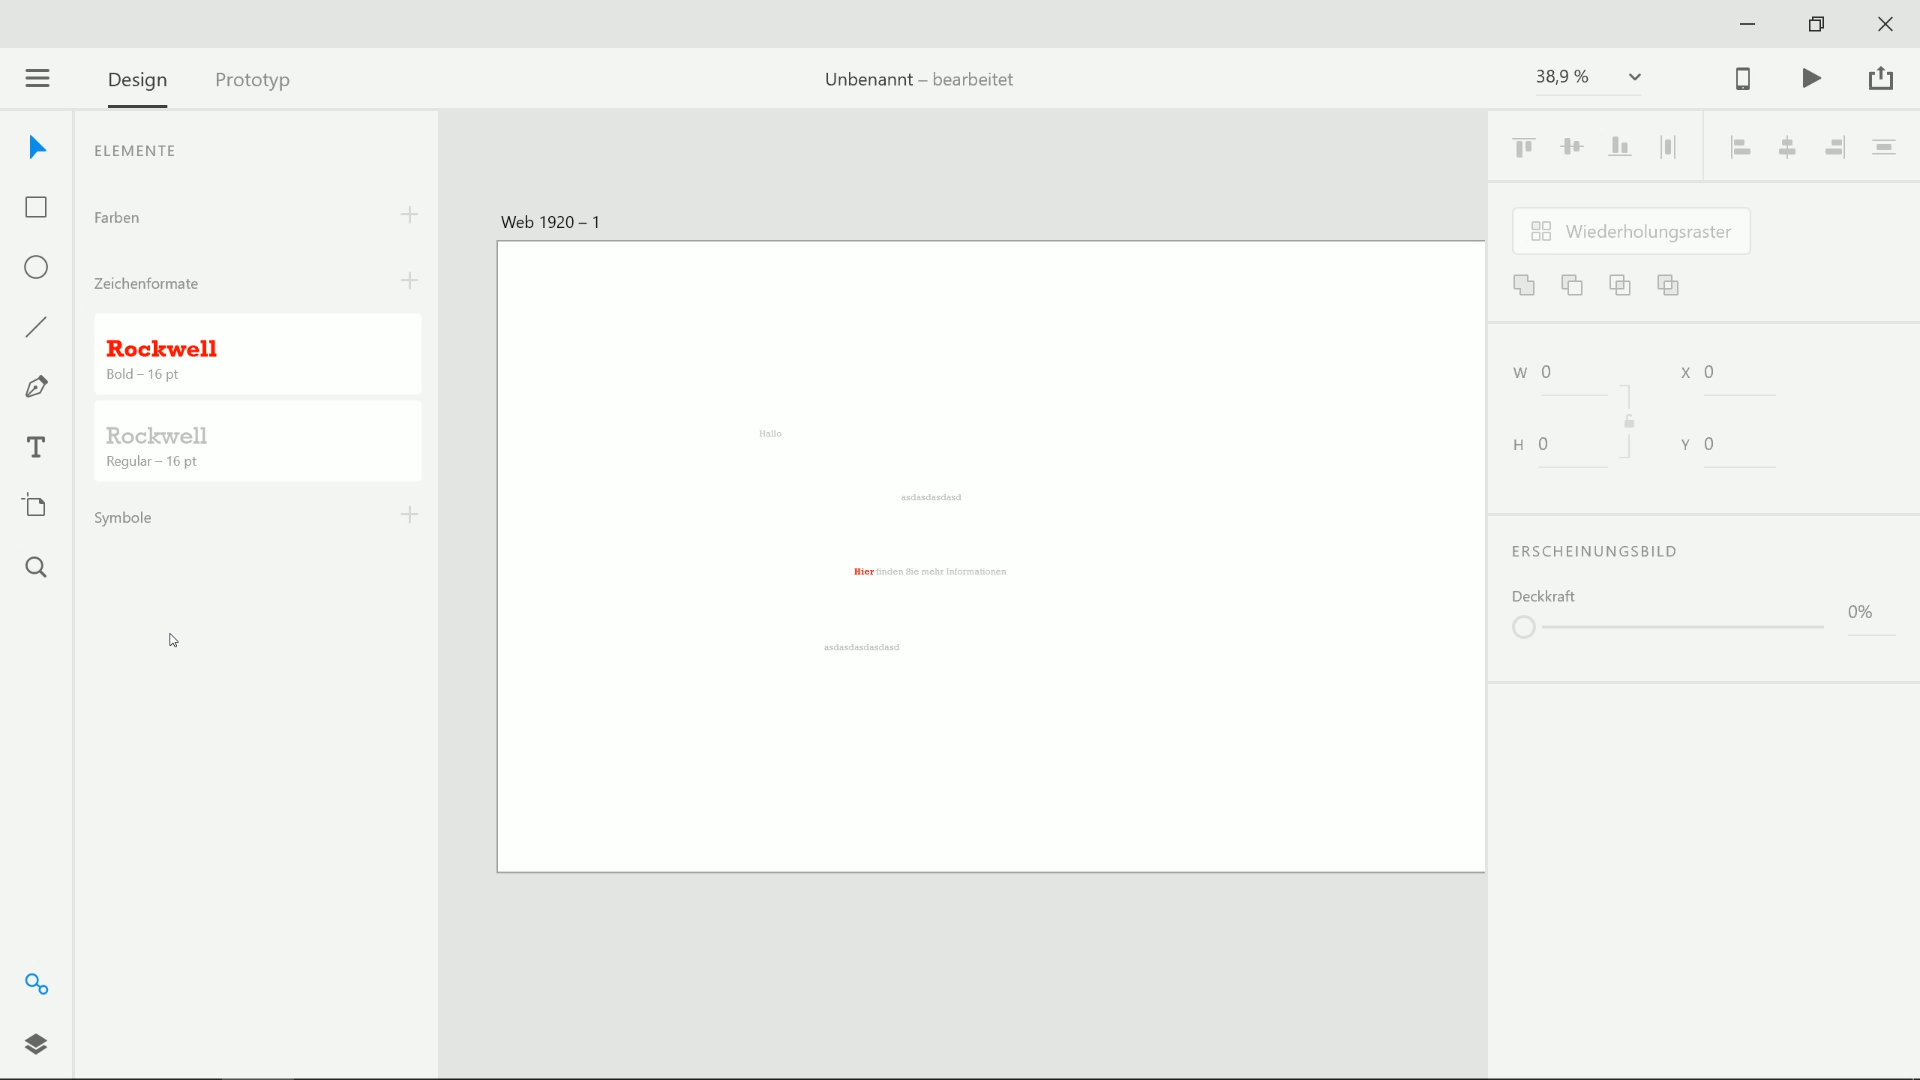 Design
Prototyp
Unbenannt – bearbeitet
38,9 %
ELEMENTE
Farben
Zeichenformate
Rockwell
Bold – 16 pt
Rockwell
Regular – 16 pt
Symbole
Web 1920 – 1
Hallo
asdasdasdasd
Hier finden Sie mehr Informationen
asdasdasdasdasd
Wiederholungsraster
W 0
X 0
H 0
Y 0
ERSCHEINUNGSBILD
Deckkraft
0%